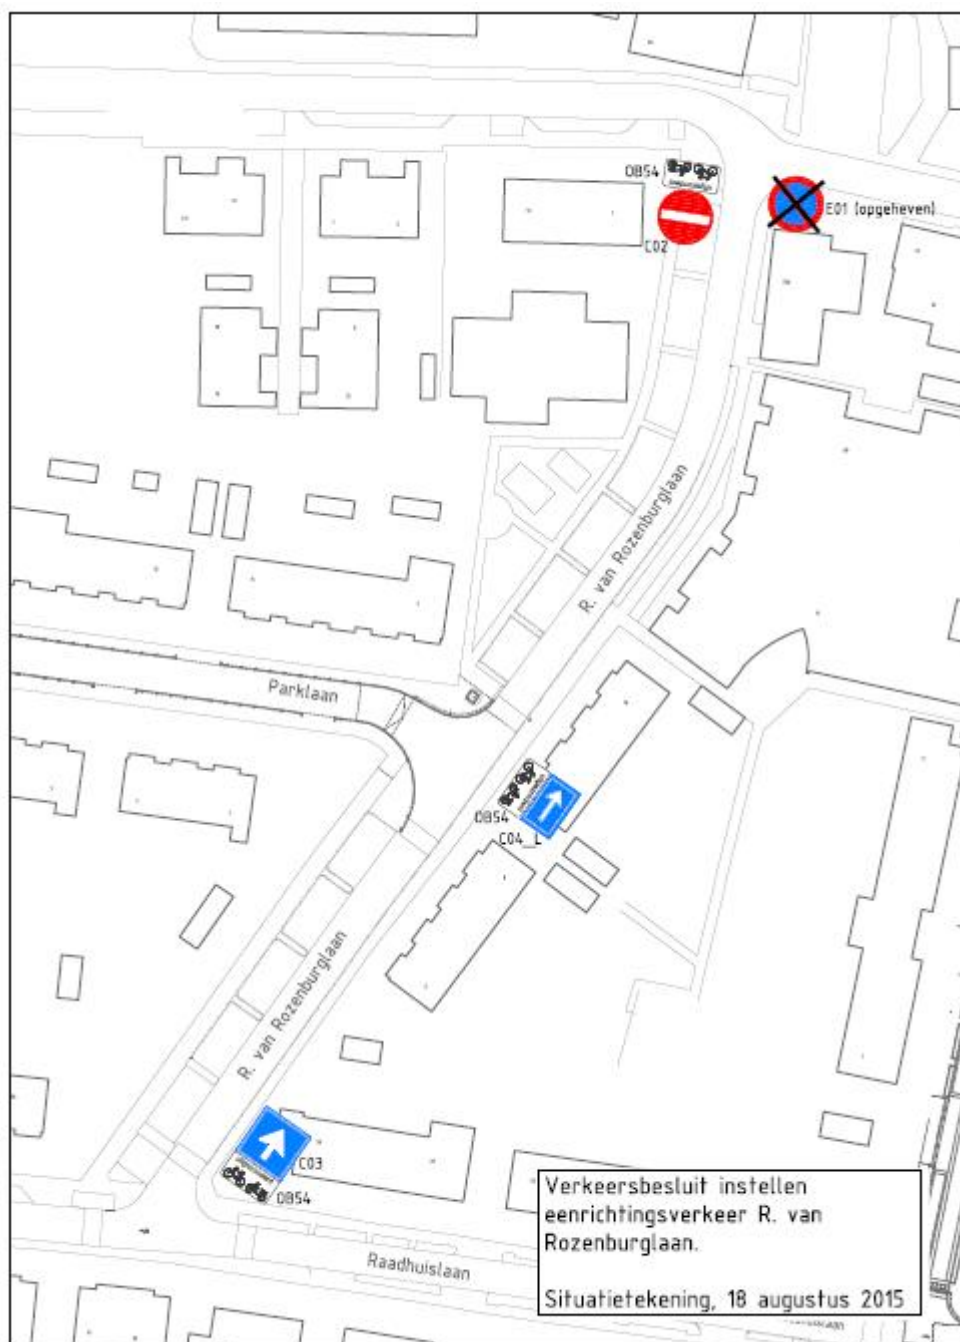 OB54
C02
E01 (opgeheven)
R. van Rozenburglaan
Parklaan
OB54
C04_L
R. van Rozenburglaan
C03
OB54
Raadhuislaan
Verkeersbesluit instellen
eenrichtingsverkeer R. van
Rozenburglaan.
Situatietekening, 18 augustus 2015